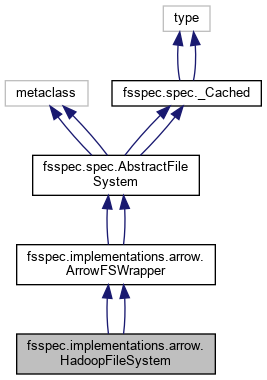 type
metaclass
fsspec.spec._Cached
fsspec.spec.AbstractFile
System
fsspec.implementations.arrow.
ArrowFSWrapper
fsspec.implementations.arrow.
HadoopFileSystem